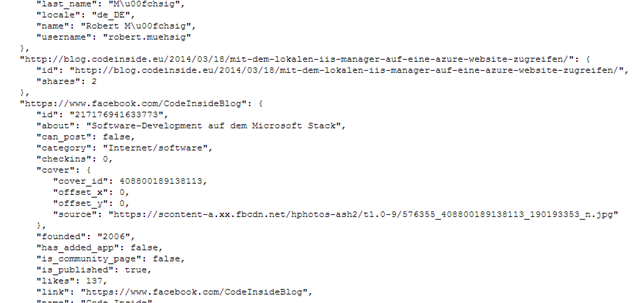 "last_name": "M\u00fchsig",
"locale": "de_DE",
"name": "Robert M\u00fchsig",
"username": "robert.muehsig"
},
"http://blog.codeinside.eu/2014/03/18/mit-dem-lokalen-iis-manager-auf-eine-azure-website-zugreifen/": {
"id": "http://blog.codeinside.eu/2014/03/18/mit-dem-lokalen-iis-manager-auf-eine-azure-website-zugreifen/",
"shares": 2
},
"https://www.facebook.com/CodeInsideBlog": {
"id": "217176941633773",
"about": "Software-Development auf dem Microsoft Stack",
"can_post": false,
"category": "Internet/software",
"checkins": 0,
"cover": {
"cover_id": 408800189138113,
"offset_x": 0,
"offset_y": 0,
"source": "https://scontent-a.xx.fbcdn.net/hphotos-ash2/t1.0-9/576355_408800189138113_190193353_n.jpg"
},
"founded": "2006",
"has_added_app": false,
"is_community_page": false,
"is_published": true,
"likes": 137,
"link": "https://www.facebook.com/CodeInsideBlog",
"name": "Code Inside"